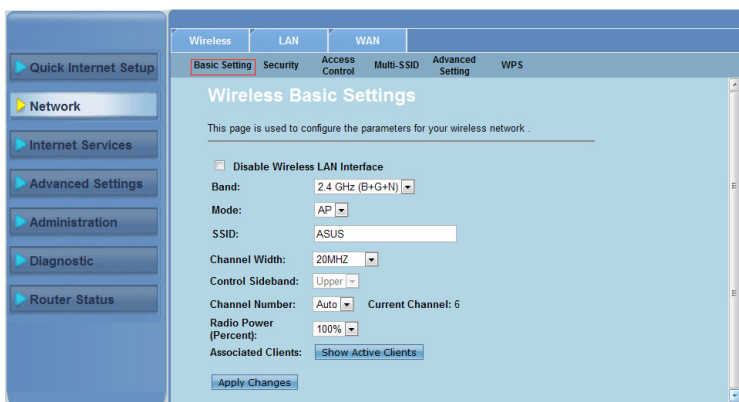 Wireless LAN WAN
Basic Setting Security Access Control Multi-SSID Advanced Setting WPS
Quick Internet Setup
Network
Internet Services
Advanced Settings
Administration
Diagnostic
Router Status
Wireless Basic Settings
This page is used to configure the parameters for your wireless network .
Disable Wireless LAN Interface
Band: 2.4 GHz (B+G+N)
Mode: AP
SSID: ASUS
Channel Width: 20MHZ
Control Sideband: Upper
Channel Number: Auto Current Channel: 6
Radio Power (Percent): 100%
Associated Clients: Show Active Clients
Apply Changes